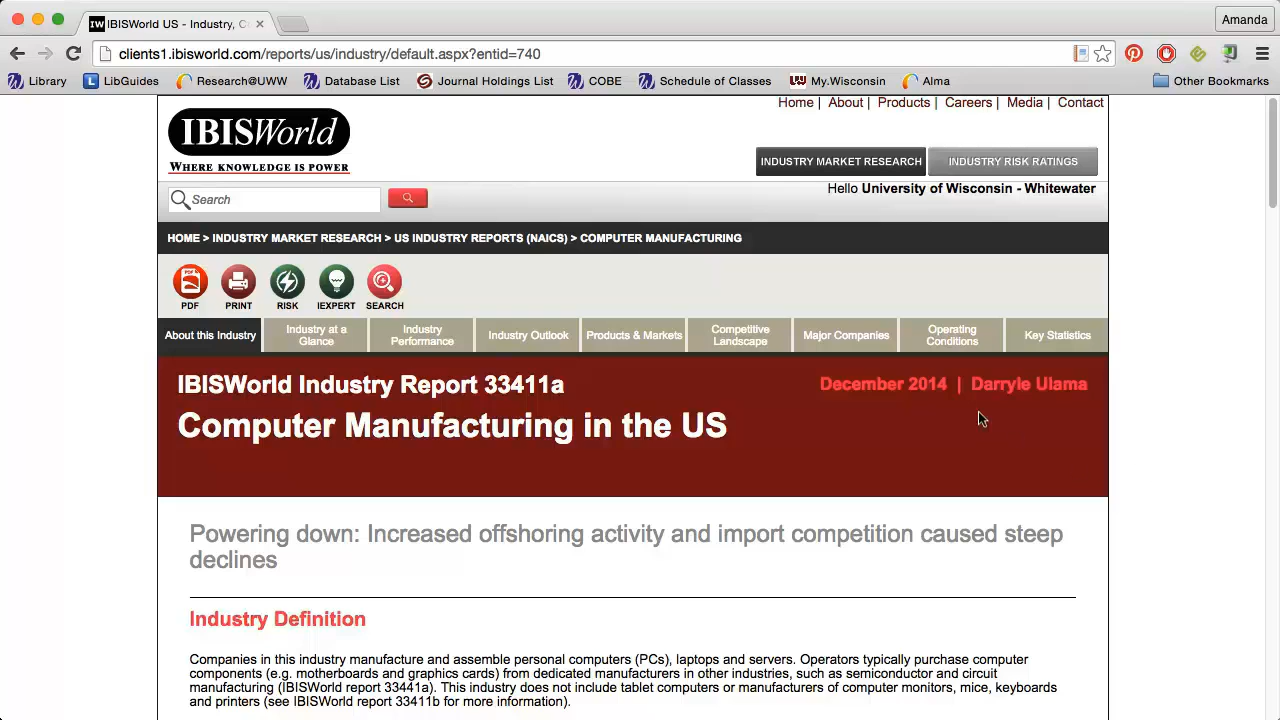 IW IBISWorld US - Industry, C
Amanda
clients1.ibisworld.com/reports/us/industry/default.aspx?entid=740
Library LibGuides Research@UWW Database List Journal Holdings List COBE Schedule of Classes My.Wisconsin Alma Other Bookmarks
Home | About | Products | Careers | Media | Contact
IBISWorld
WHERE KNOWLEDGE IS POWER
INDUSTRY MARKET RESEARCH INDUSTRY RISK RATINGS
Hello University of Wisconsin - Whitewater
Search
HOME > INDUSTRY MARKET RESEARCH > US INDUSTRY REPORTS (NAICS) > COMPUTER MANUFACTURING
PDF PRINT RISK IEXPERT SEARCH
About this Industry
Industry at a
Glance
Industry
Performance
Industry Outlook
Products & Markets
Competitive
Landscape
Major Companies
Operating
Conditions
Key Statistics
IBISWorld Industry Report 33411a
December 2014 | Darryle Ulama
Computer Manufacturing in the US
Powering down: Increased offshoring activity and import competition caused steep
declines
Industry Definition
Companies in this industry manufacture and assemble personal computers (PCs), laptops and servers. Operators typically purchase computer
components (e.g. motherboards and graphics cards) from dedicated manufacturers in other industries, such as semiconductor and circuit
manufacturing (IBISWorld report 33441a). This industry does not include tablet computers or manufacturers of computer monitors, mice, keyboards
and printers (see IBISWorld report 33411b for more information).